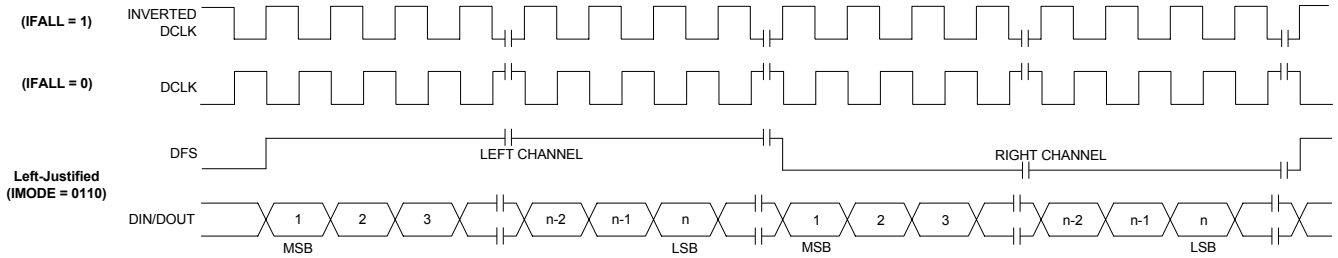 (IFALL = 1)
INVERTED
DCLK
(IFALL = 0)
DCLK
DFS
LEFT CHANNEL
RIGHT CHANNEL
Left-Justified
(IMODE = 0110)
DIN/DOUT
1 2 3 n-2 n-1 n 1 2 3 n-2 n-1 n
MSB LSB MSB LSB